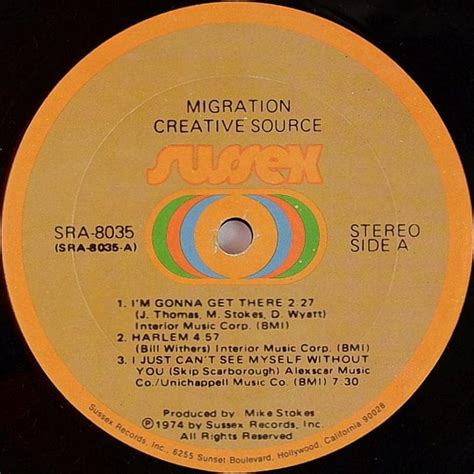 MIGRATION
CREATIVE SOURCE
sussex
SRA-8035
(SRA-8035-A)
STEREO
SIDE A
1. I'M GONNA GET THERE 2.27
(J. Thomas, M. Stokes, D. Wyatt)
Interior Music Corp. (BMI)
2. HARLEM 4:57
(Bill Withers) Interior Music Corp. (BMI)
3. I JUST CAN'T SEE MYSELF WITHOUT
YOU (Skip Scarborough) Alexscar Music
Co./Unichappell Music Co. (BMI) 7:30
Produced by Mike Stokes
Ⓟ1974 by Sussex Records, Inc.
All Rights Reserved
Sussex Records, Inc., 6255 Sunset Boulevard, Hollywood, California 90028